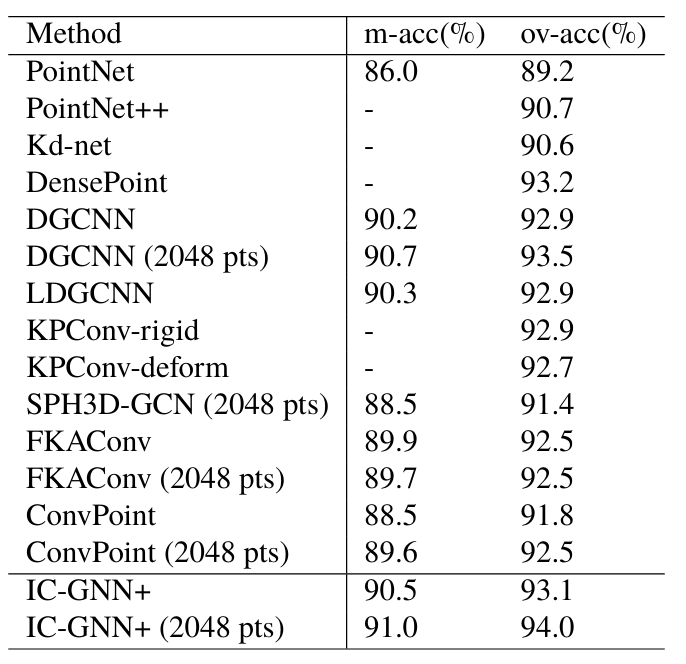 Method m-acc(%) ov-acc(%)
PointNet 86.0 89.2
PointNet++ - 90.7
Kd-net - 90.6
DensePoint - 93.2
DGCNN 90.2 92.9
DGCNN (2048 pts) 90.7 93.5
LDGCNN 90.3 92.9
KPConv-rigid - 92.9
KPConv-deform - 92.7
SPH3D-GCN (2048 pts) 88.5 91.4
FKAConv 89.9 92.5
FKAConv (2048 pts) 89.7 92.5
ConvPoint 88.5 91.8
ConvPoint (2048 pts) 89.6 92.5
IC-GNN+ 90.5 93.1
IC-GNN+ (2048 pts) 91.0 94.0